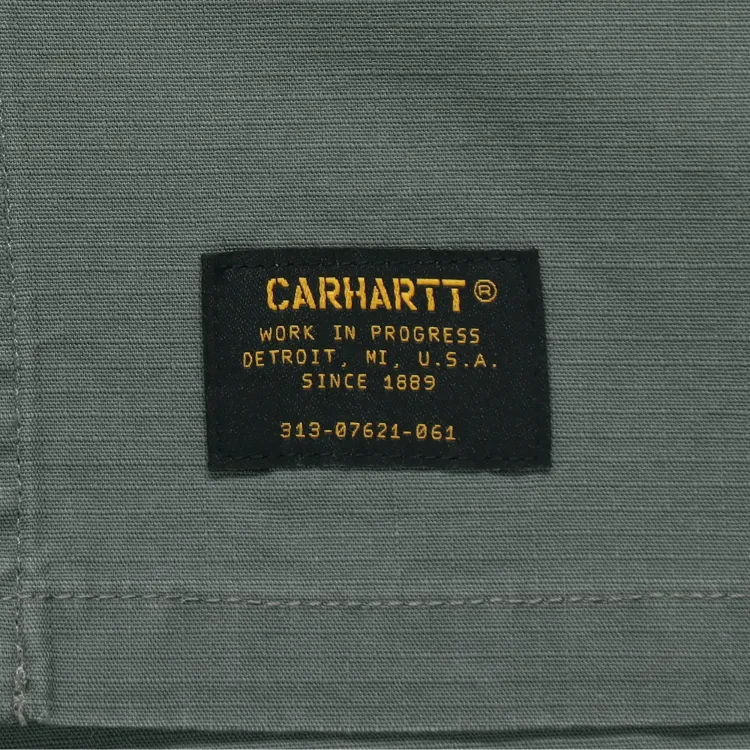 CARHARTT®
WORK IN PROGRESS
DETROIT, MI, U.S.A.
SINCE 1889
313-07621-061